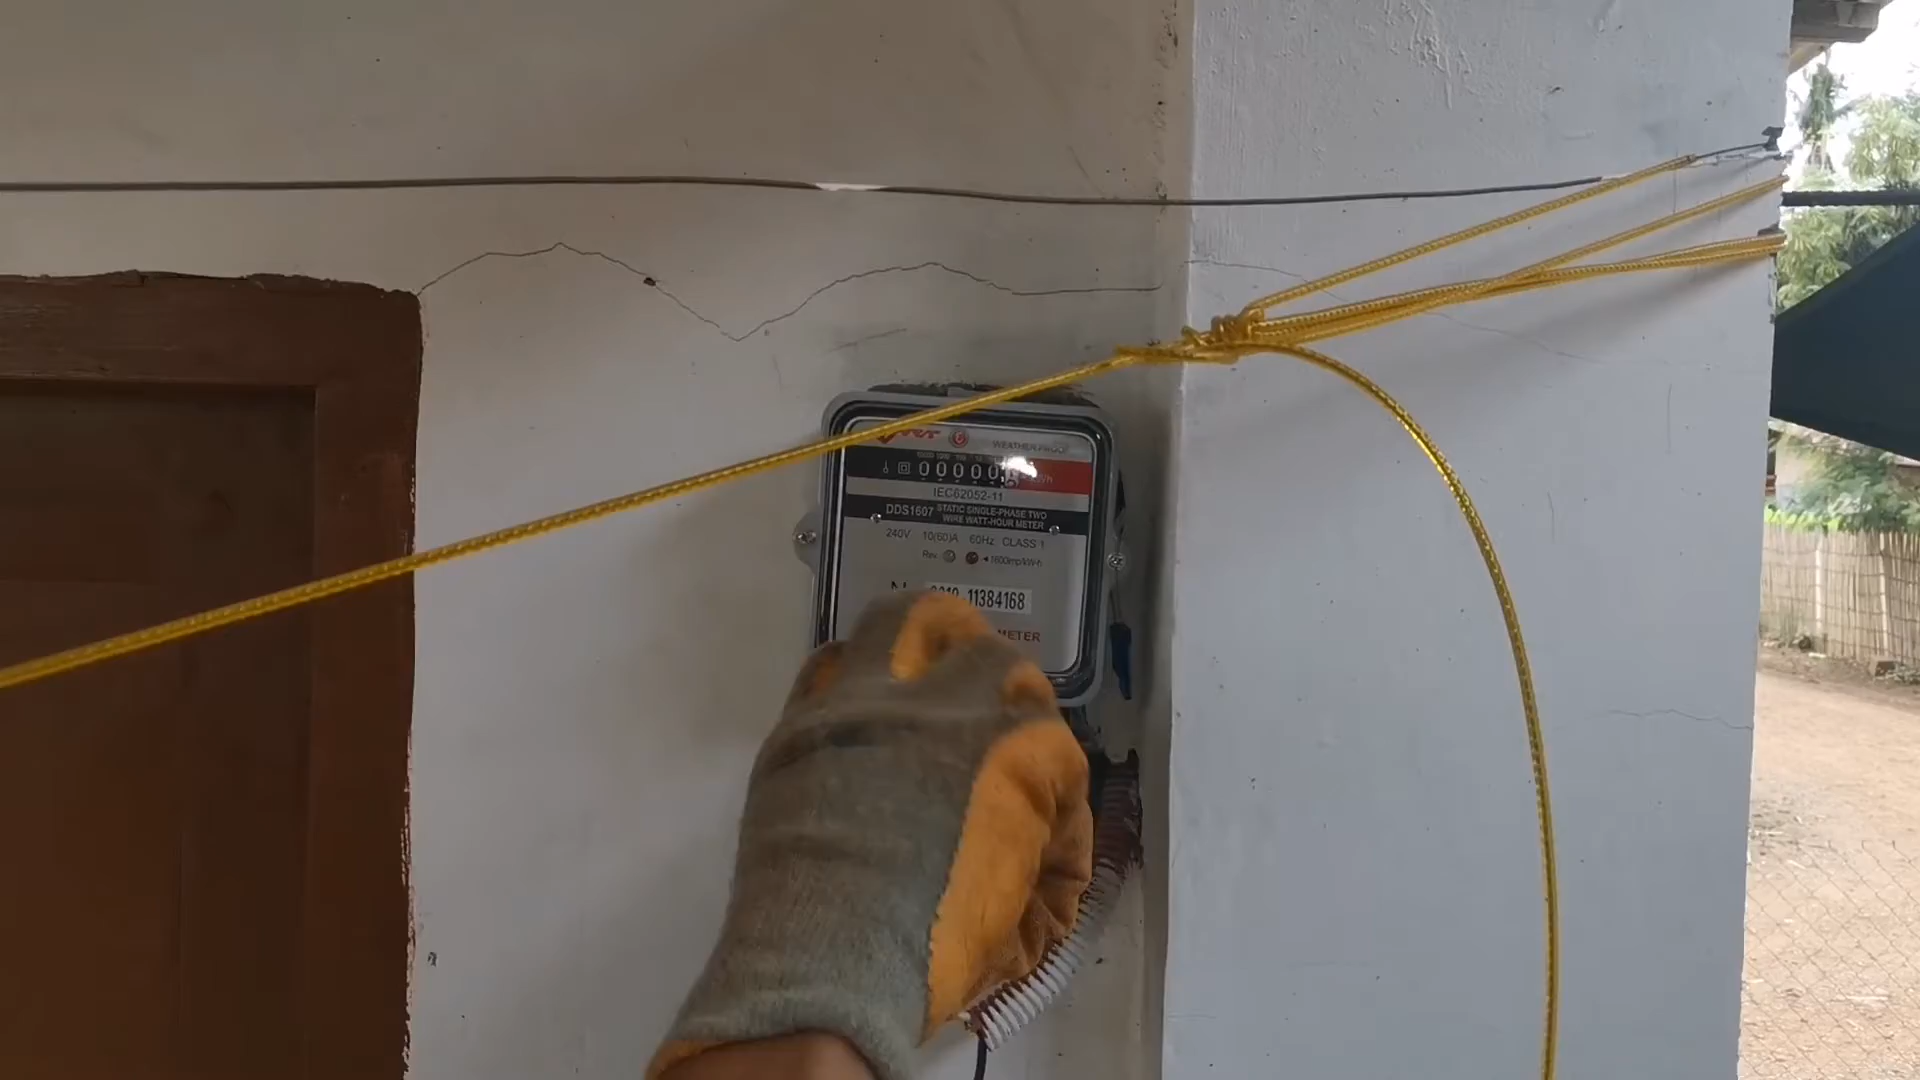 WEATHER PROOF
00000
kWh
IEC62052-11
DDS1607 STATIC SINGLE-PHASE TWO
WIRE WATT-HOUR METER
240V 10(60)A 60Hz CLASS 1
Rev. ◄1600imp/kW·h
11384168
METER